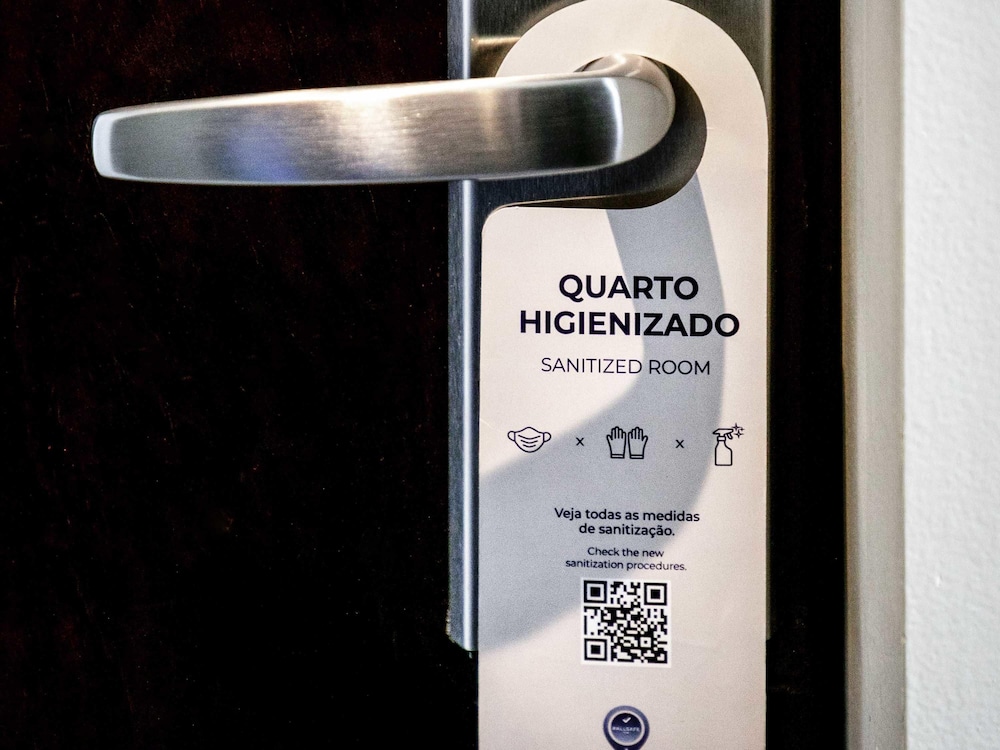 QUARTO
HIGIENIZADO
SANITIZED ROOM
x x
Veja todas as medidas
de sanitização.
Check the new
sanitization procedures.